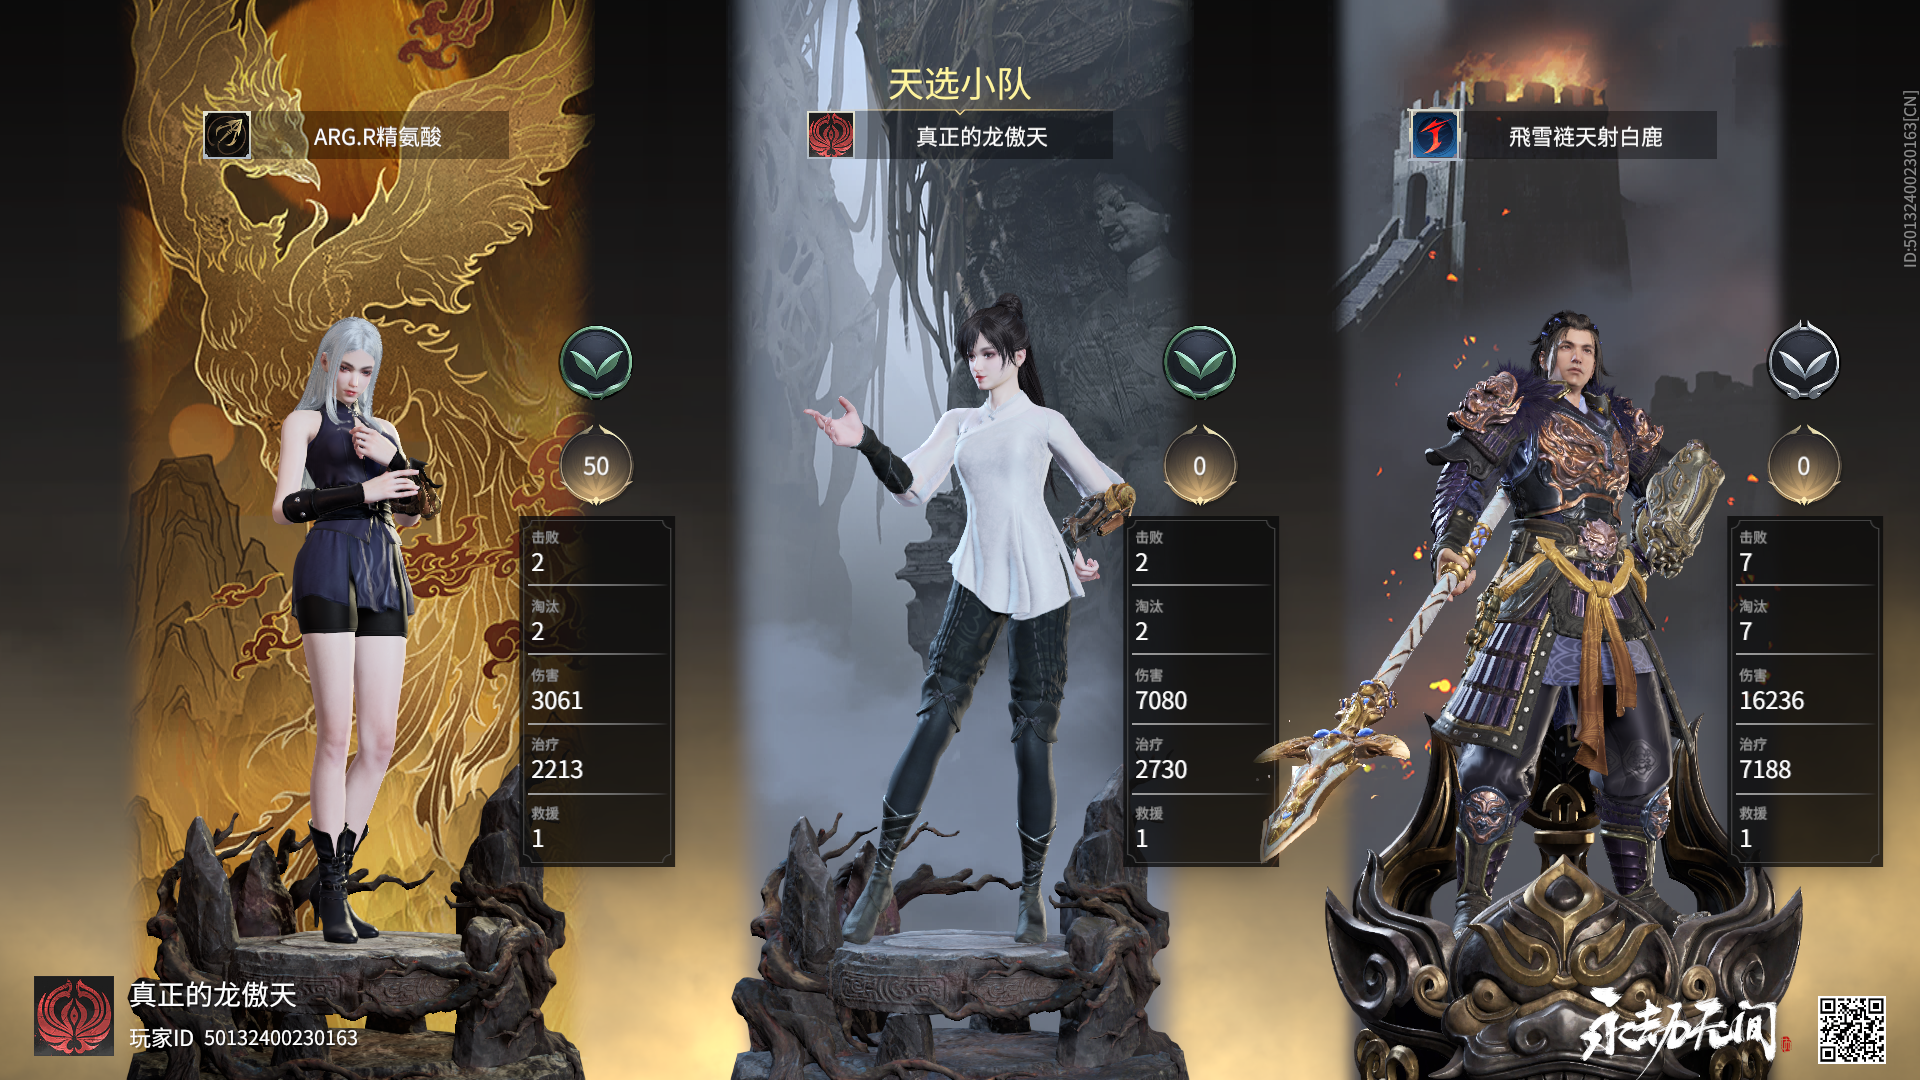 天选小队
ARG.R精氨酸
真正的龙傲天
飛雪裢天射白鹿
ID:50132400230163[CN]
50
击败
2
淘汰
2
伤害
3061
治疗
2213
救援
1
0
击败
2
淘汰
2
伤害
7080
治疗
2730
救援
1
0
击败
7
淘汰
7
伤害
16236
治疗
7188
救援
1
真正的龙傲天
玩家ID 50132400230163
永劫无间